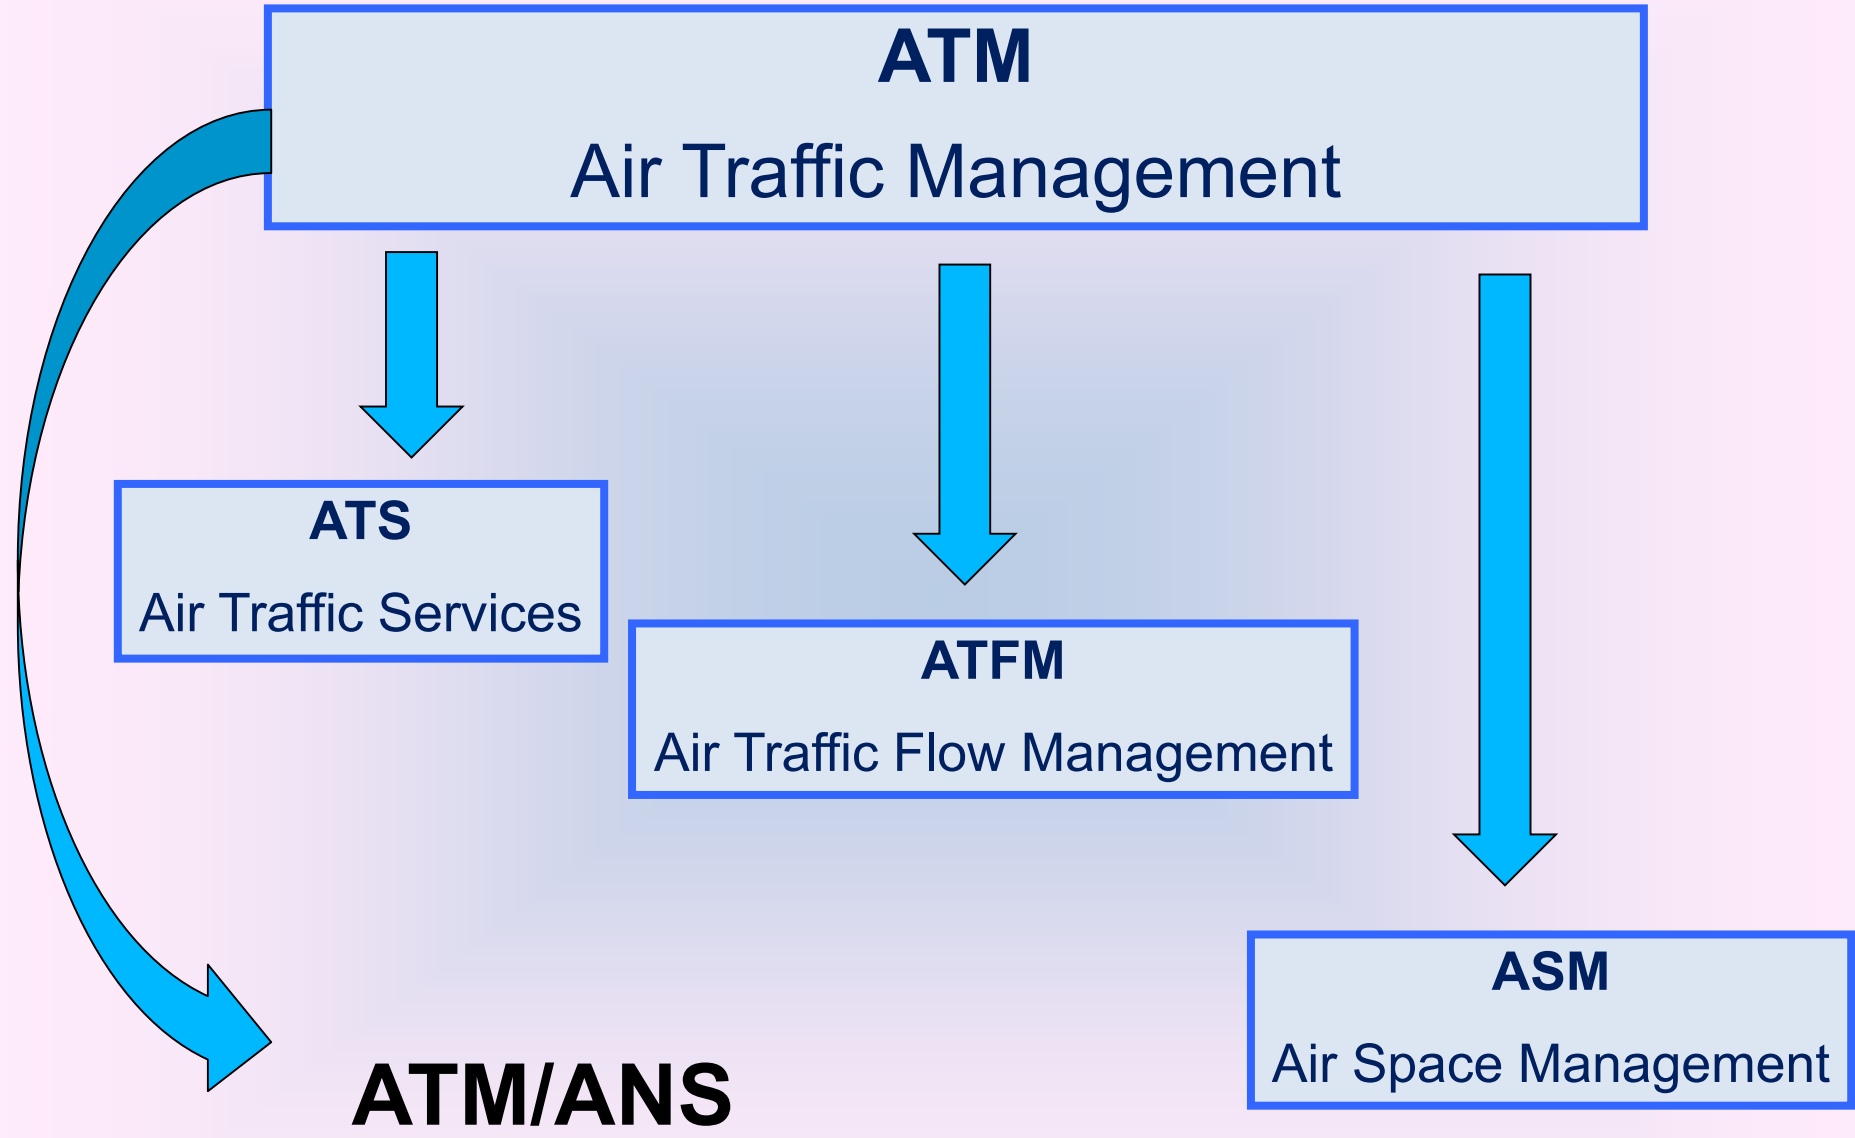 ATM
Air Traffic Management
ATS
Air Traffic Services
ATFM
Air Traffic Flow Management
ASM
Air Space Management
ATM/ANS